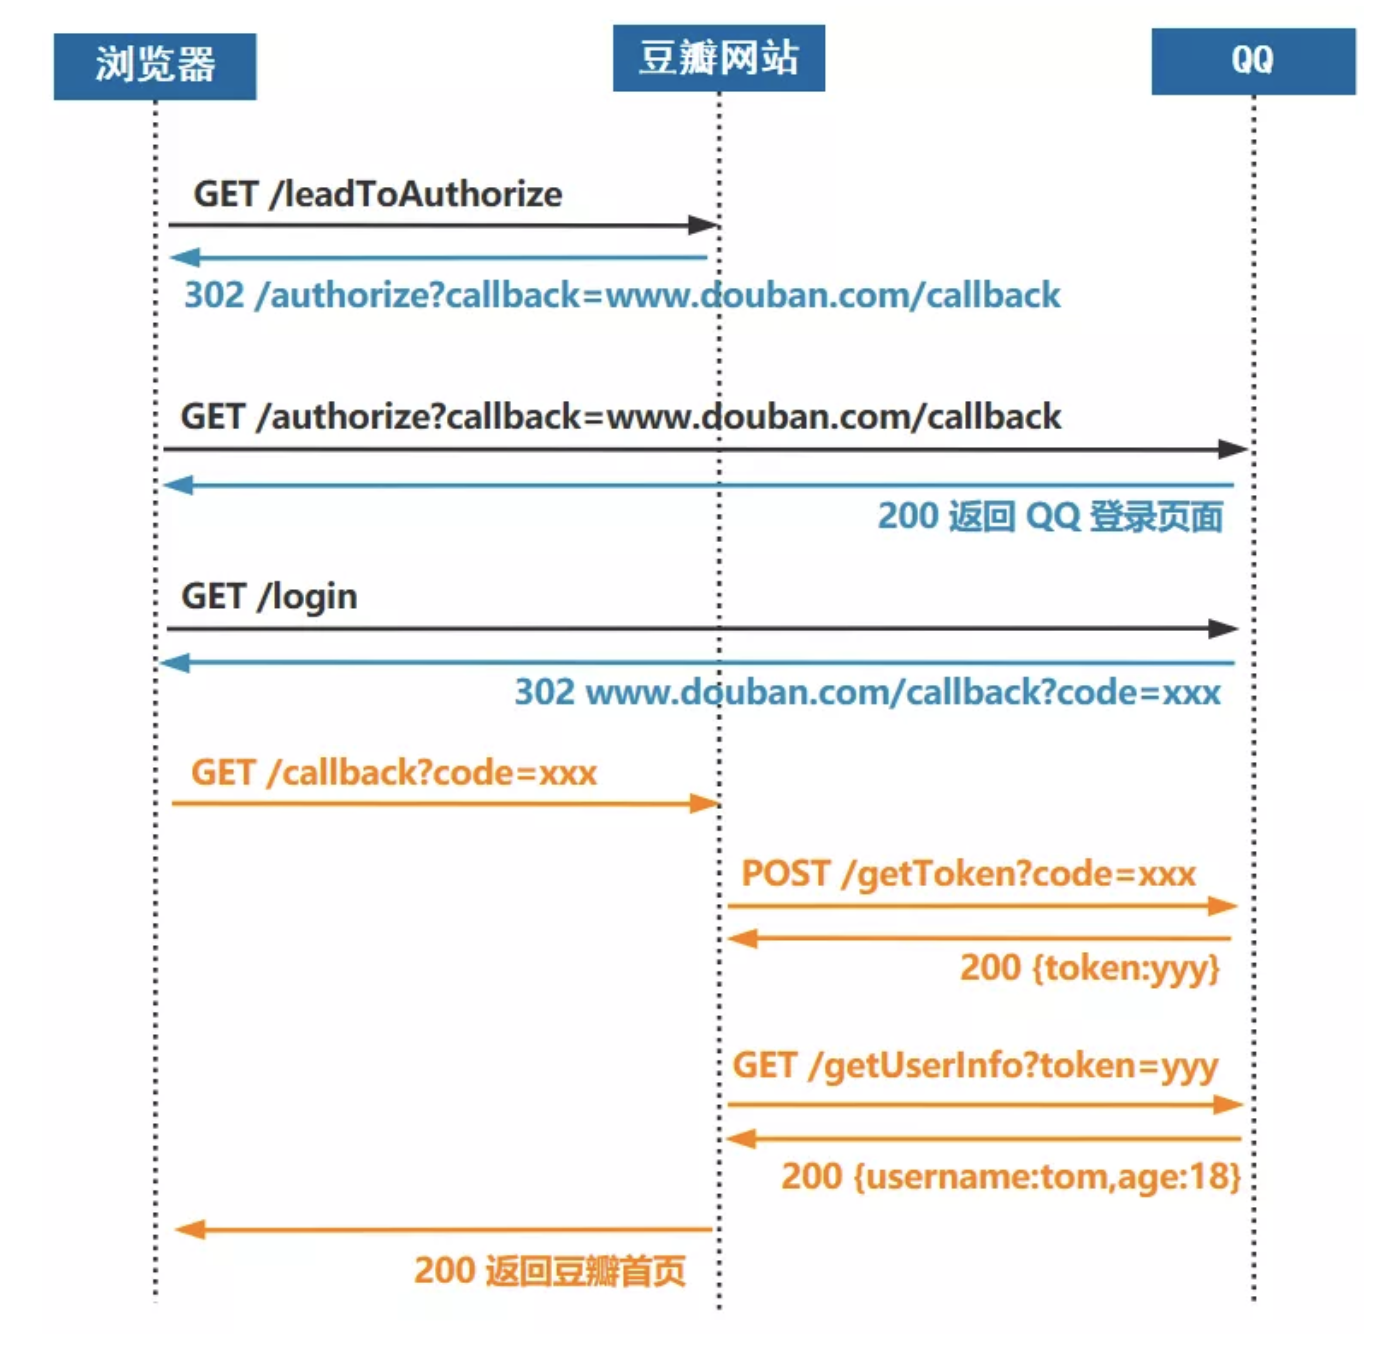 浏览器
豆瓣网站
QQ
GET /leadToAuthorize
302 /authorize?callback=www.douban.com/callback
GET /authorize?callback=www.douban.com/callback
200 返回 QQ 登录页面
GET /login
302 www.douban.com/callback?code=xxx
GET /callback?code=xxx
POST /getToken?code=xxx
200 {token:yyy}
GET /getUserInfo?token=yyy
200 {username:tom,age:18}
200 返回豆瓣首页